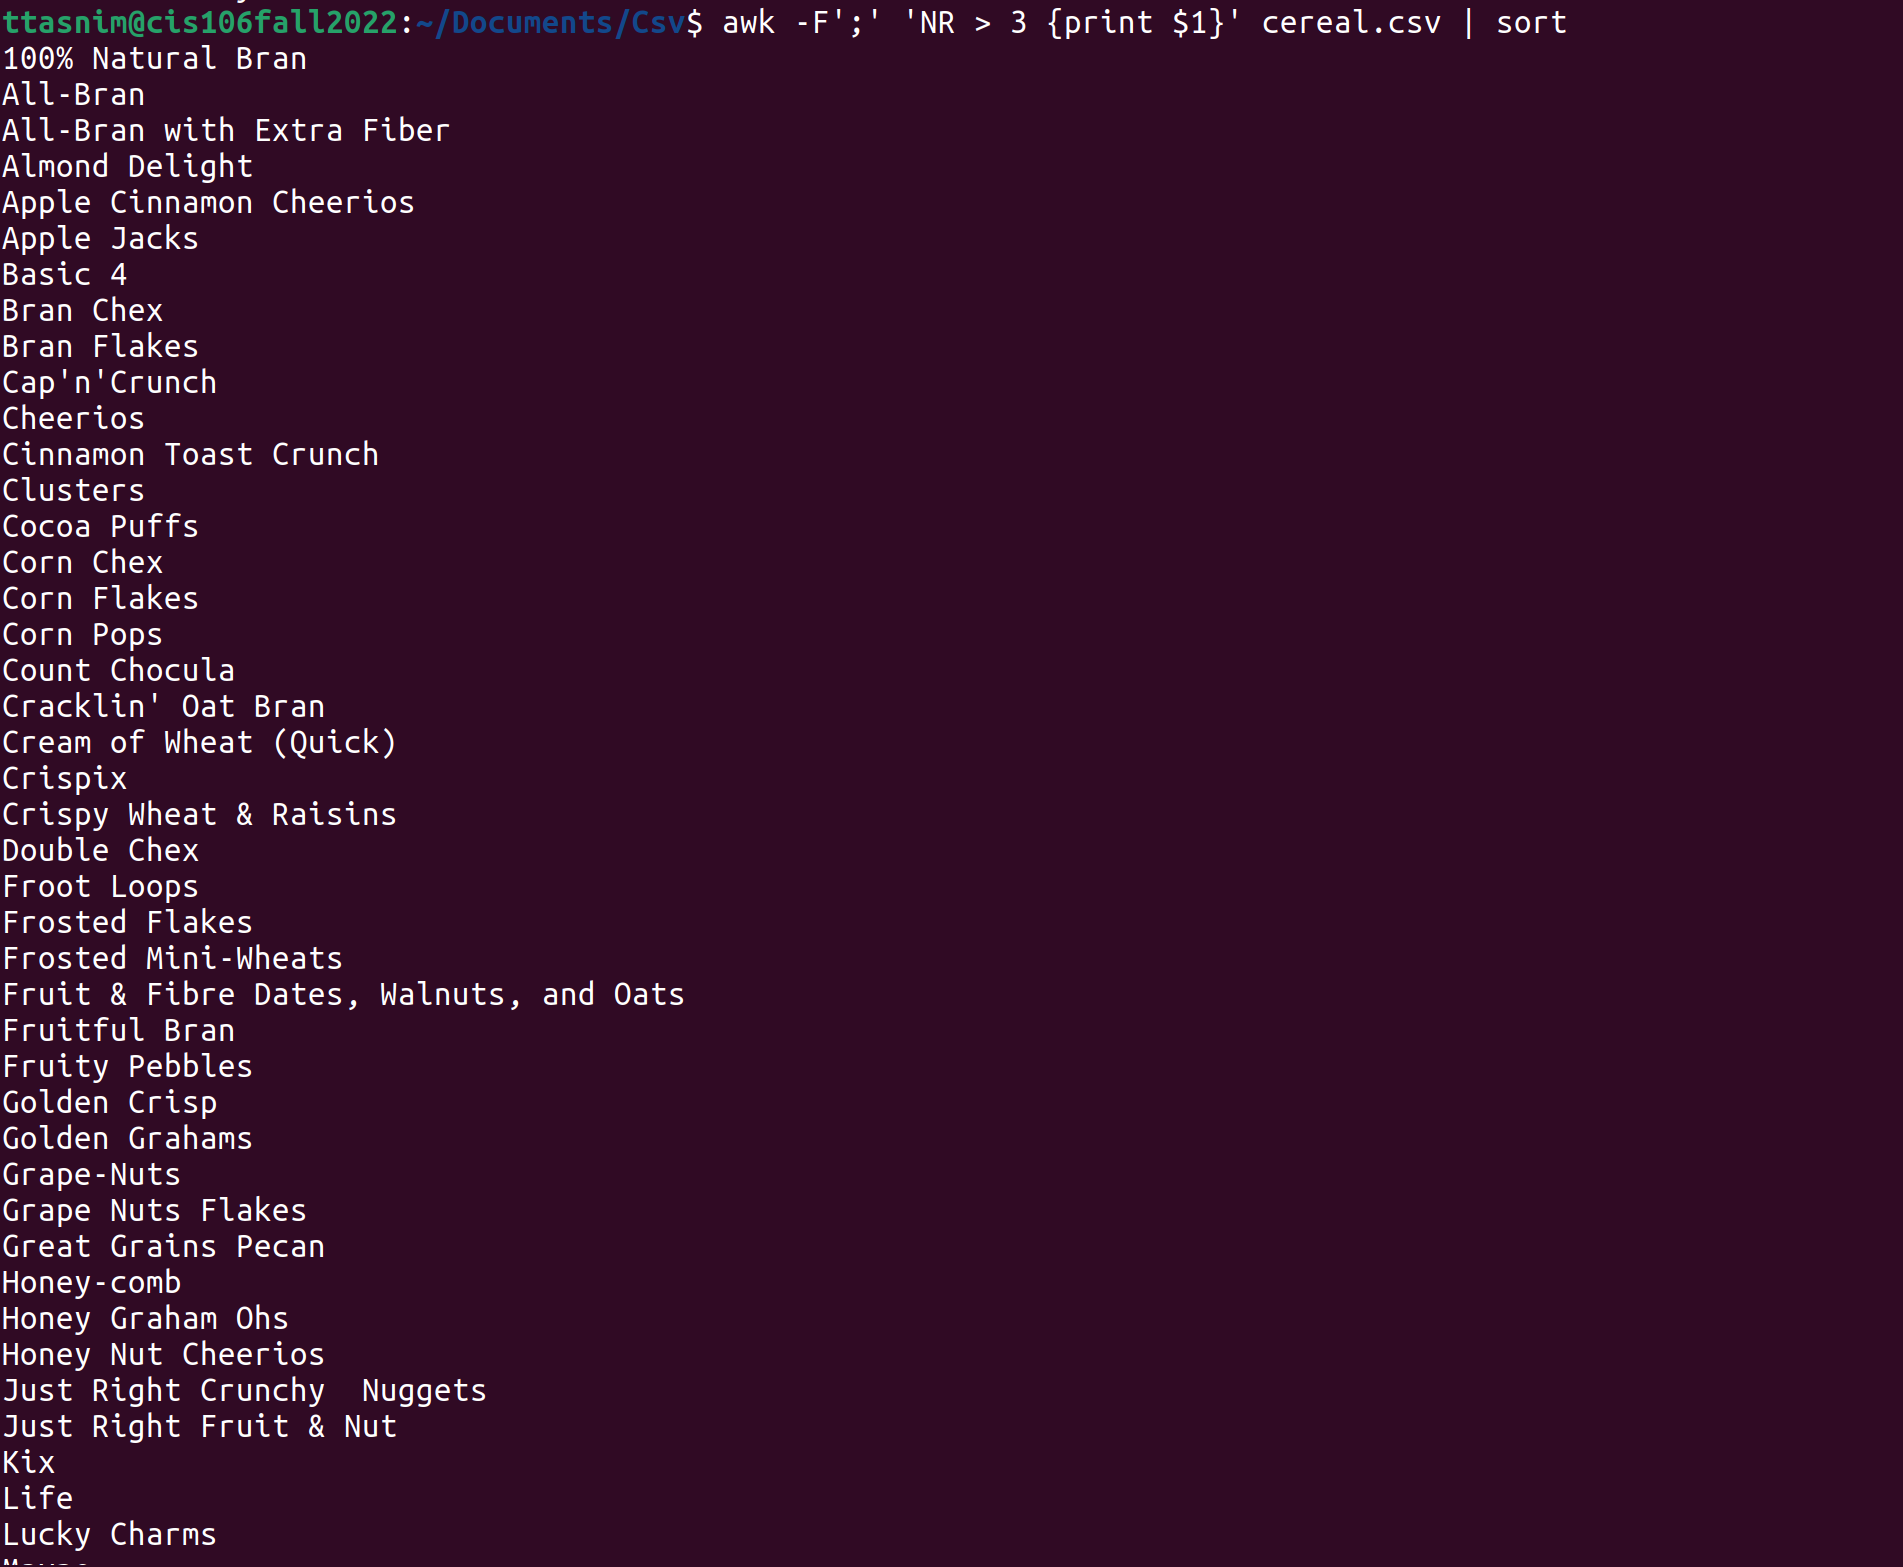 ttasnim@cis106fall2022:~/Documents/Csv$ awk -F';' 'NR > 3 {print $1}' cereal.csv | sort
100% Natural Bran
All-Bran
All-Bran with Extra Fiber
Almond Delight
Apple Cinnamon Cheerios
Apple Jacks
Basic 4
Bran Chex
Bran Flakes
Cap'n'Crunch
Cheerios
Cinnamon Toast Crunch
Clusters
Cocoa Puffs
Corn Chex
Corn Flakes
Corn Pops
Count Chocula
Cracklin' Oat Bran
Cream of Wheat (Quick)
Crispix
Crispy Wheat & Raisins
Double Chex
Froot Loops
Frosted Flakes
Frosted Mini-Wheats
Fruit & Fibre Dates, Walnuts, and Oats
Fruitful Bran
Fruity Pebbles
Golden Crisp
Golden Grahams
Grape-Nuts
Grape Nuts Flakes
Great Grains Pecan
Honey-comb
Honey Graham Ohs
Honey Nut Cheerios
Just Right Crunchy  Nuggets
Just Right Fruit & Nut
Kix
Life
Lucky Charms